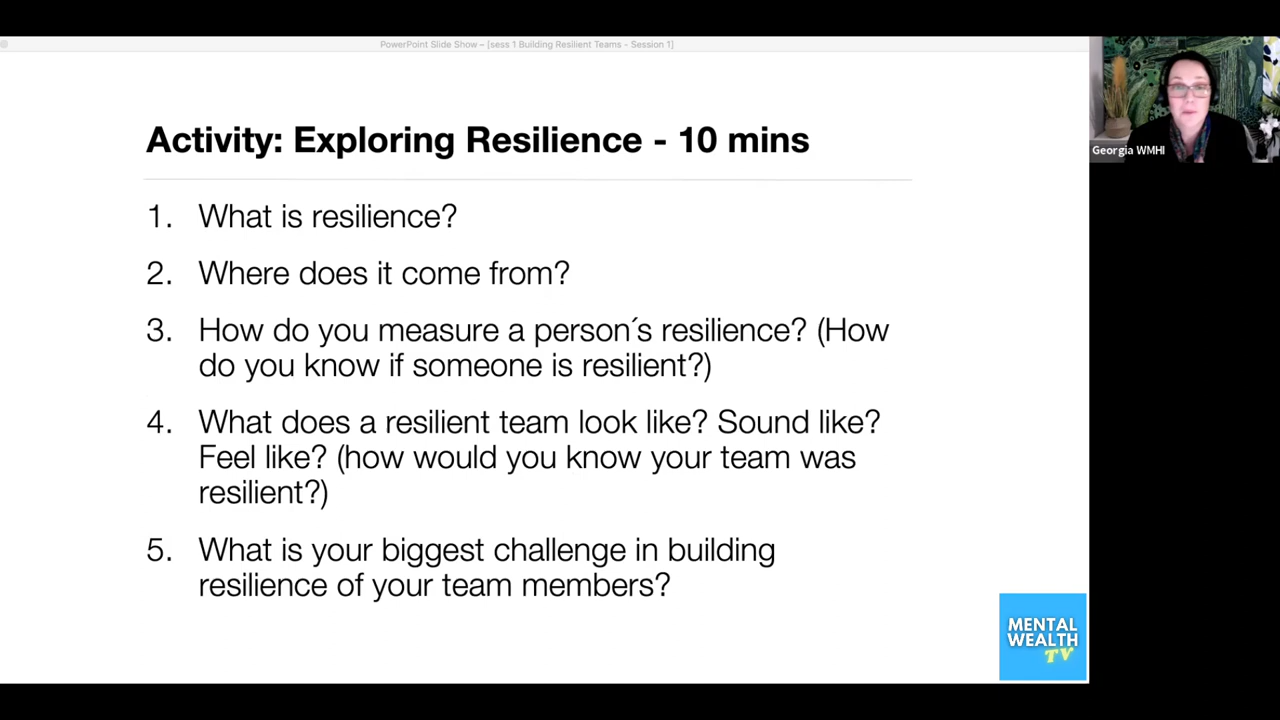 PowerPoint Slide Show – [sess 1 Building Resilient Teams - Session 1]
Activity: Exploring Resilience - 10 mins
1. What is resilience?
2. Where does it come from?
3. How do you measure a person´s resilience? (How
do you know if someone is resilient?)
4. What does a resilient team look like? Sound like?
Feel like? (how would you know your team was
resilient?)
5. What is your biggest challenge in building
resilience of your team members?
Georgia WMHI
MENTAL
WEALTH
TV